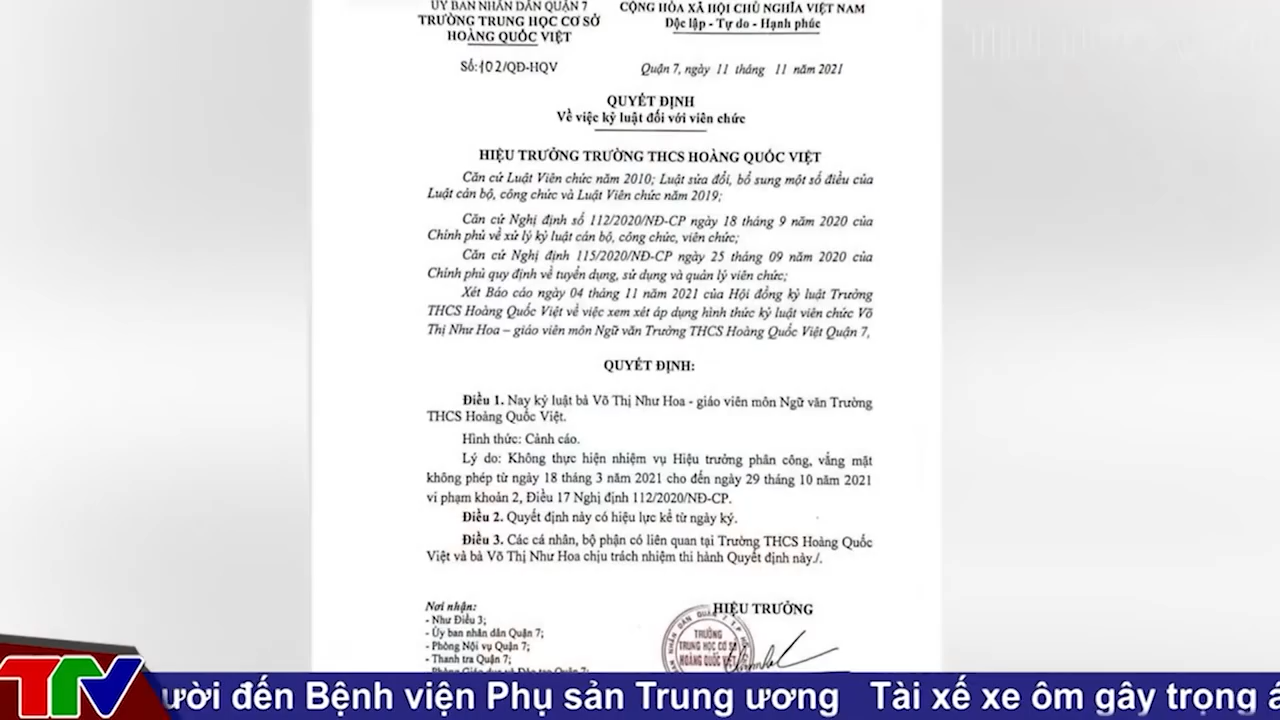 ỦY BAN NHÂN DÂN QUẬN 7
TRƯỜNG TRUNG HỌC CƠ SỞ
HOÀNG QUỐC VIỆT
CỘNG HÒA XÃ HỘI CHỦ NGHĨA VIỆT NAM
Độc lập - Tự do - Hạnh phúc
Số:102/QĐ-HQV
Quận 7, ngày 11 tháng 11 năm 2021
QUYẾT ĐỊNH
Về việc kỷ luật đối với viên chức
HIỆU TRƯỞNG TRƯỜNG THCS HOÀNG QUỐC VIỆT
Căn cứ Luật Viên chức năm 2010; Luật sửa đổi, bổ sung một số điều của
Luật cán bộ, công chức và Luật Viên chức năm 2019;
Căn cứ Nghị định số 112/2020/NĐ-CP ngày 18 tháng 9 năm 2020 của
Chính phủ về xử lý kỷ luật cán bộ, công chức, viên chức;
Căn cứ Nghị định 115/2020/NĐ-CP ngày 25 tháng 09 năm 2020 của
Chính phủ quy định về tuyển dụng, sử dụng và quản lý viên chức;
Xét Báo cáo ngày 04 tháng 11 năm 2021 của Hội đồng kỷ luật Trường
THCS Hoàng Quốc Việt về việc xem xét áp dụng hình thức kỷ luật viên chức Võ
Thị Như Hoa – giáo viên môn Ngữ văn Trường THCS Hoàng Quốc Việt Quận 7,
QUYẾT ĐỊNH:
Điều 1. Nay kỷ luật bà Võ Thị Như Hoa - giáo viên môn Ngữ văn Trường
THCS Hoàng Quốc Việt.
Hình thức: Cảnh cáo.
Lý do: Không thực hiện nhiệm vụ Hiệu trưởng phân công, vắng mặt
không phép từ ngày 18 tháng 3 năm 2021 cho đến ngày 29 tháng 10 năm 2021
vi phạm khoản 2, Điều 17 Nghị định 112/2020/NĐ-CP.
Điều 2. Quyết định này có hiệu lực kể từ ngày ký.
Điều 3. Các cá nhân, bộ phận có liên quan tại Trường THCS Hoàng Quốc
Việt và bà Võ Thị Như Hoa chịu trách nhiệm thi hành Quyết định này./.
Nơi nhận:
- Như Điều 3;
- Ủy ban nhân dân Quận 7;
- Phòng Nội vụ Quận 7;
- Thanh tra Quận 7;
- Phòng Giáo dục và Đào tạo Quận 7;
HIỆU TRƯỞNG
TRƯỜNG
TRUNG HỌC CƠ SỞ
HOÀNG QUỐC VIỆT
TTV
ười đến Bệnh viện Phụ sản Trung ương Tài xế xe ôm gây trọng á